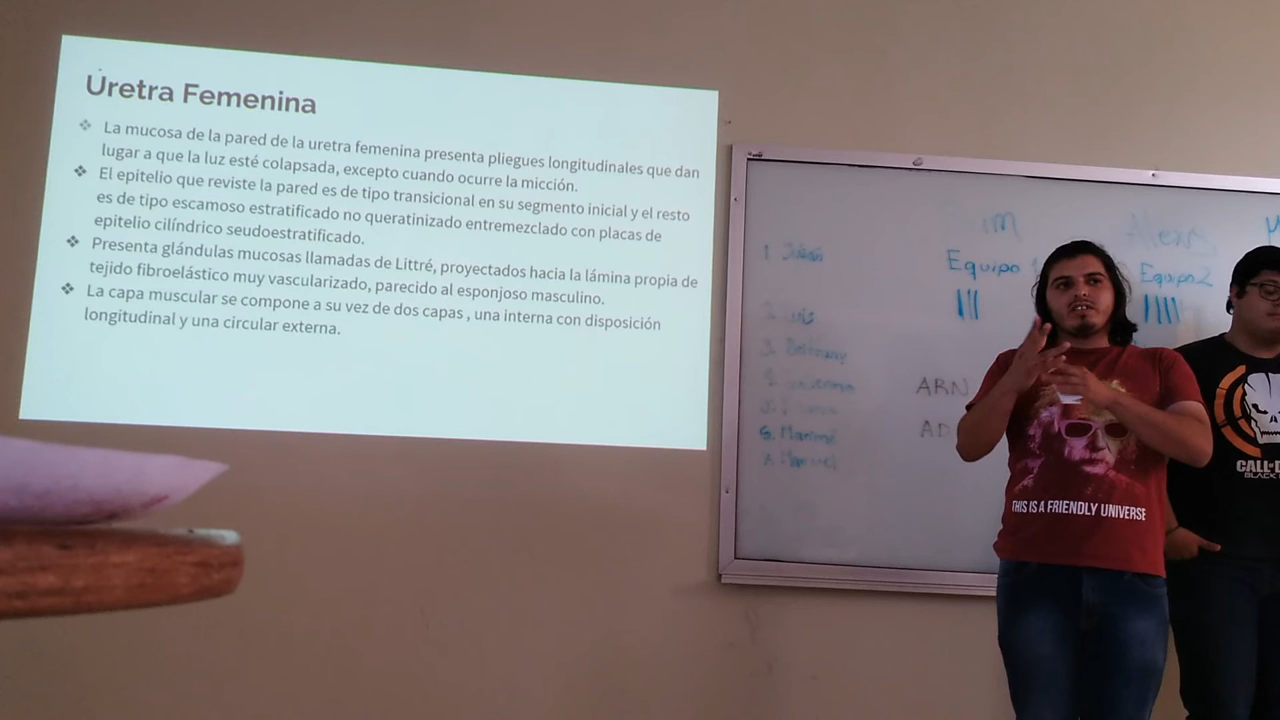 Uretra Femenina
❖ La mucosa de la pared de la uretra femenina presenta pliegues longitudinales que dan
lugar a que la luz esté colapsada, excepto cuando ocurre la micción.
❖ El epitelio que reviste la pared es de tipo transicional en su segmento inicial y el resto
es de tipo escamoso estratificado no queratinizado entremezclado con placas de
epitelio cilíndrico seudoestratificado.
❖ Presenta glándulas mucosas llamadas de Littré, proyectados hacia la lámina propia de
tejido fibroelástico muy vascularizado, parecido al esponjoso masculino.
❖ La capa muscular se compone a su vez de dos capas , una interna con disposición
longitudinal y una circular externa.
Equipo
Equipo 2
ARN
AD
THIS IS A FRIENDLY UNIVERSE
CALL
BLACK